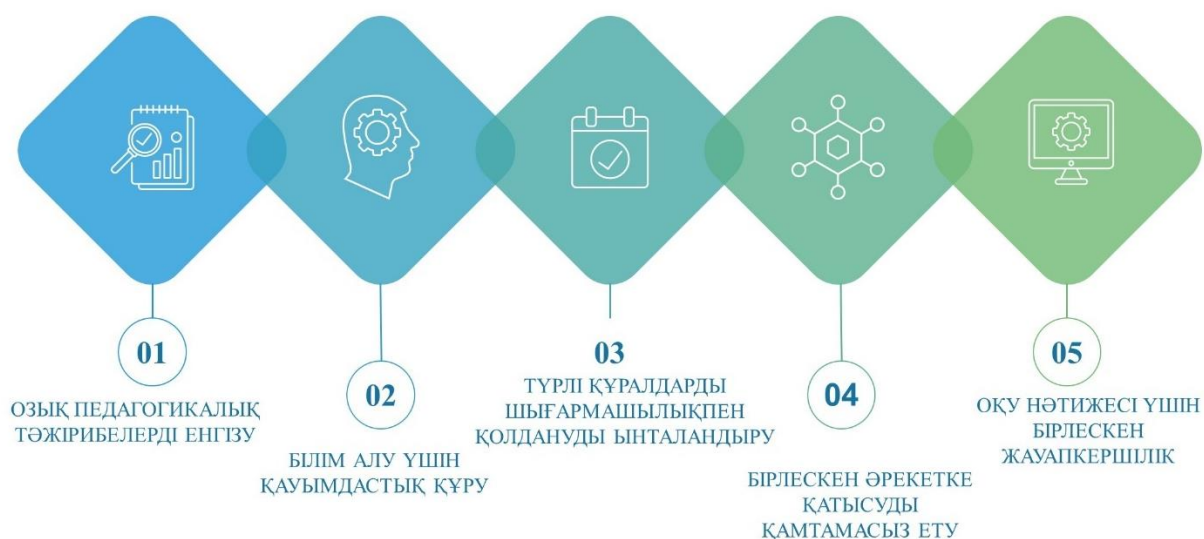 01
ОЗЫҚ ПЕДАГОГИКАЛЫҚ
ТӘЖІРИБЕЛЕРДІ ЕНГІЗУ
02
БІЛІМ АЛУ ҮШІН
ҚАУЫМДАСТЫҚ ҚҰРУ
03
ТҮРЛІ ҚҰРАЛДАРДЫ
ШЫҒАРМАШЫЛЫҚПЕН
ҚОЛДАНУДЫ ЫНТАЛАНДЫРУ
04
БІРЛЕСКЕН ӘРЕКЕТКЕ
ҚАТЫСУДЫ
ҚАМТАМАСЫЗ ЕТУ
05
ОҚУ НӘТИЖЕСІ ҮШІН
БІРЛЕСКЕН
ЖАУАПКЕРШІЛІК